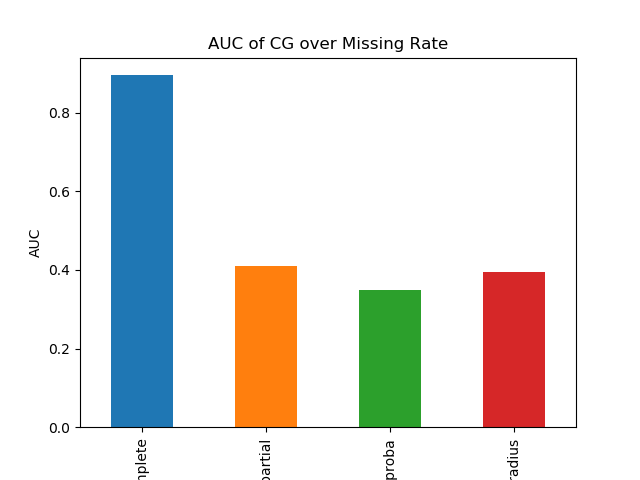 AUC of CG over Missing Rate
AUC
0.8
0.6
0.4
0.2
0.0
mplete
partial
proba
radius